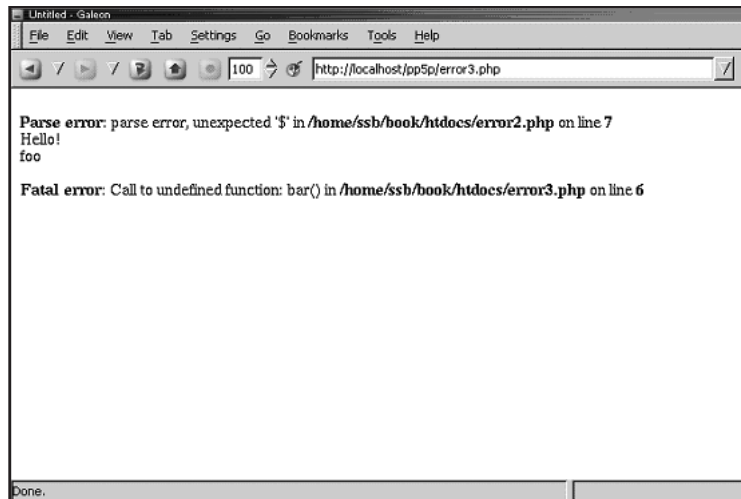 Untitled - Galeon
File Edit View Tab Settings Go Bookmarks Tools Help
100 http://localhost/pp5p/error3.php
Parse error: parse error, unexpected '$' in /home/ssb/book/htdocs/error2.php on line 7
Hello!
foo
Fatal error: Call to undefined function: bar() in /home/ssb/book/htdocs/error3.php on line 6
Done.